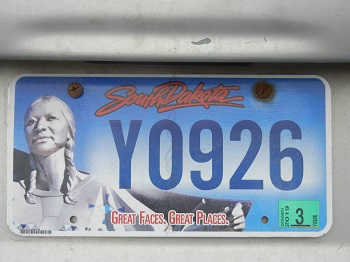 South Dakota
Y0926
GREAT FACES. GREAT PLACES.
2019
3